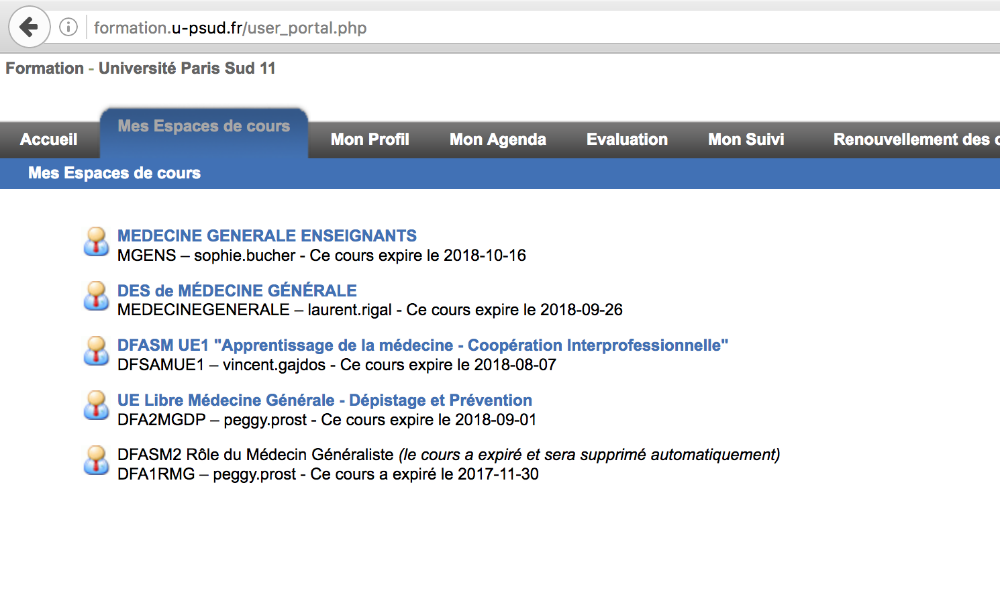 formation.u-psud.fr/user_portal.php
Formation - Université Paris Sud 11
Accueil Mes Espaces de cours Mon Profil Mon Agenda Evaluation Mon Suivi Renouvellement des
Mes Espaces de cours
MEDECINE GENERALE ENSEIGNANTS
MGENS – sophie.bucher - Ce cours expire le 2018-10-16
DES de MÉDECINE GÉNÉRALE
MEDECINEGENERALE – laurent.rigal - Ce cours expire le 2018-09-26
DFASM UE1 "Apprentissage de la médecine - Coopération Interprofessionnelle"
DFSAMUE1 – vincent.gajdos - Ce cours expire le 2018-08-07
UE Libre Médecine Générale - Dépistage et Prévention
DFA2MGDP – peggy.prost - Ce cours expire le 2018-09-01
DFASM2 Rôle du Médecin Généraliste (le cours a expiré et sera supprimé automatiquement)
DFA1RMG – peggy.prost - Ce cours a expiré le 2017-11-30